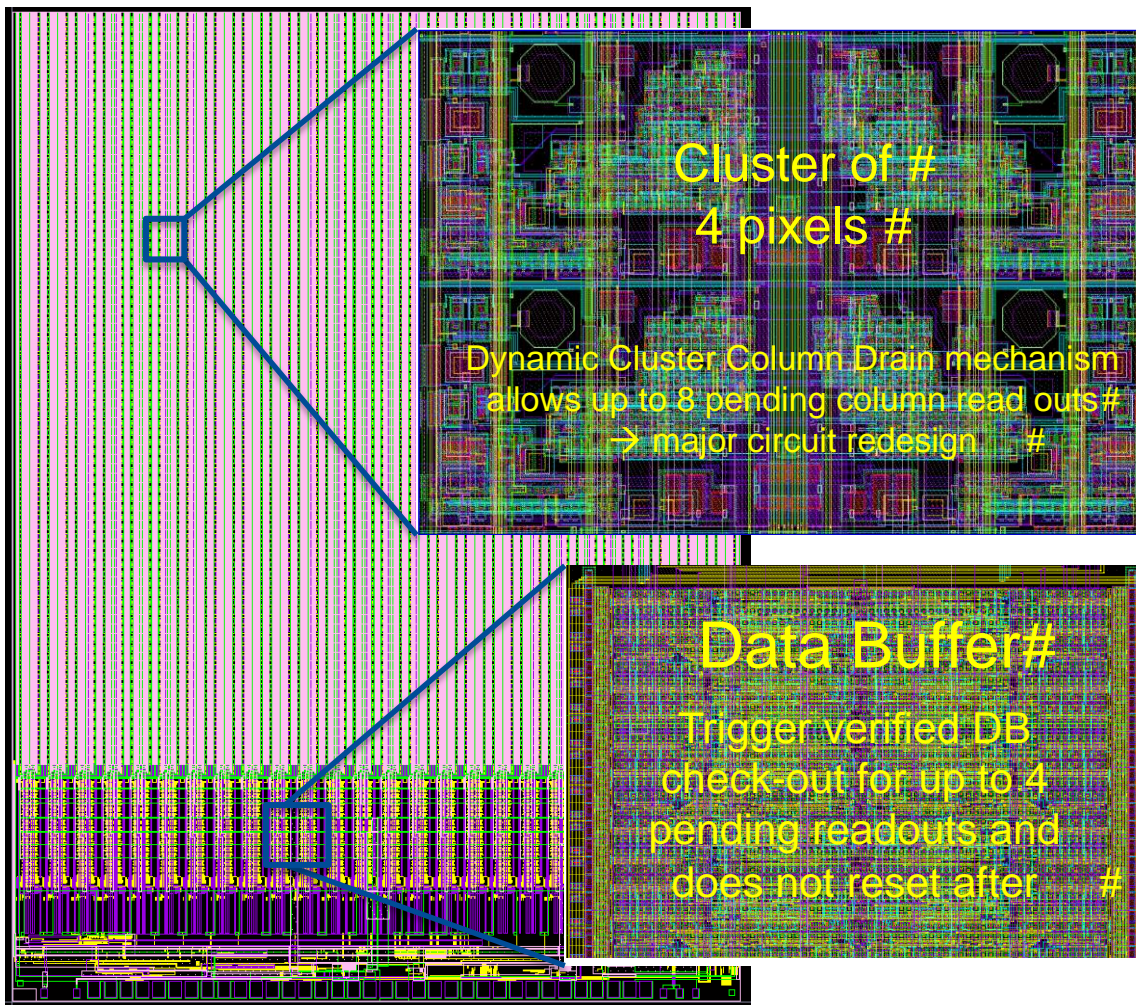 Cluster of #
4 pixels #
Dynamic Cluster Column Drain mechanism
allows up to 8 pending column read outs#
→ major circuit redesign #
Data Buffer#
Trigger verified DB
check-out for up to 4
pending readouts and
does not reset after #